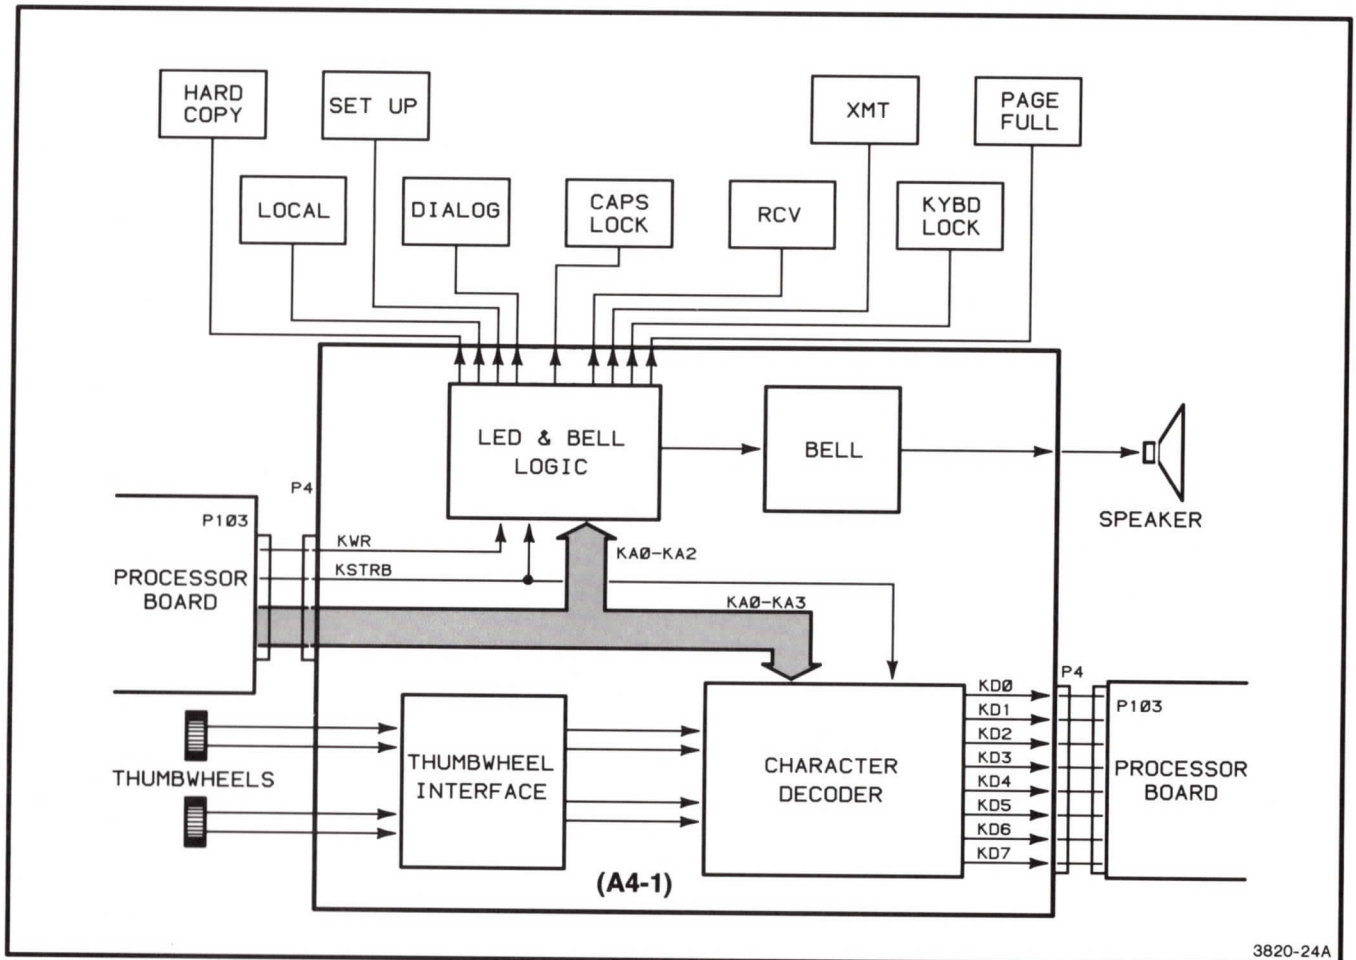 HARD
COPY
SET UP
XMT
PAGE
FULL
LOCAL
DIALOG
CAPS
LOCK
RCV
KYBD
LOCK
LED & BELL
LOGIC
BELL
SPEAKER
P4
P103
KWR
KSTRB
PROCESSOR
BOARD
KAØ-KA2
KAØ-KA3
THUMBWHEELS
THUMBWHEEL
INTERFACE
CHARACTER
DECODER
KDØ
KD1
KD2
KD3
KD4
KD5
KD6
KD7
P4
P1Ø3
PROCESSOR
BOARD
(A4-1)
3820-24A